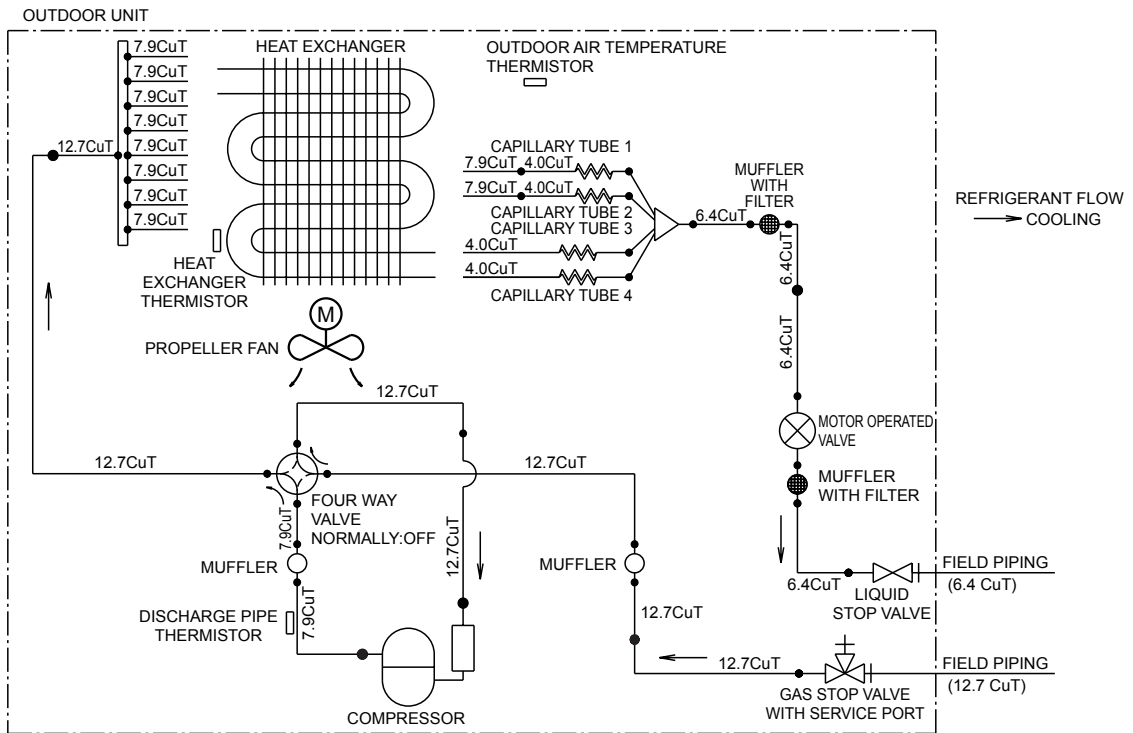 OUTDOOR UNIT
7.9CuT
7.9CuT
7.9CuT
7.9CuT
7.9CuT
7.9CuT
7.9CuT
7.9CuT
12.7CuT
HEAT EXCHANGER
HEAT
EXCHANGER
THERMISTOR
OUTDOOR AIR TEMPERATURE
THERMISTOR
CAPILLARY TUBE 1
7.9CuT 4.0CuT
7.9CuT 4.0CuT
CAPILLARY TUBE 2
CAPILLARY TUBE 3
4.0CuT
4.0CuT
CAPILLARY TUBE 4
6.4CuT
MUFFLER
WITH
FILTER
6.4CuT
6.4CuT
REFRIGERANT FLOW
COOLING
M
PROPELLER FAN
12.7CuT
12.7CuT
12.7CuT
FOUR WAY
VALVE
NORMALLY:OFF
7.9CuT
12.7CuT
MUFFLER
DISCHARGE PIPE
THERMISTOR
7.9CuT
COMPRESSOR
MUFFLER
12.7CuT
12.7CuT
MOTOR OPERATED
VALVE
MUFFLER
WITH FILTER
6.4CuT
LIQUID
STOP VALVE
FIELD PIPING
(6.4 CuT)
GAS STOP VALVE
WITH SERVICE PORT
FIELD PIPING
(12.7 CuT)